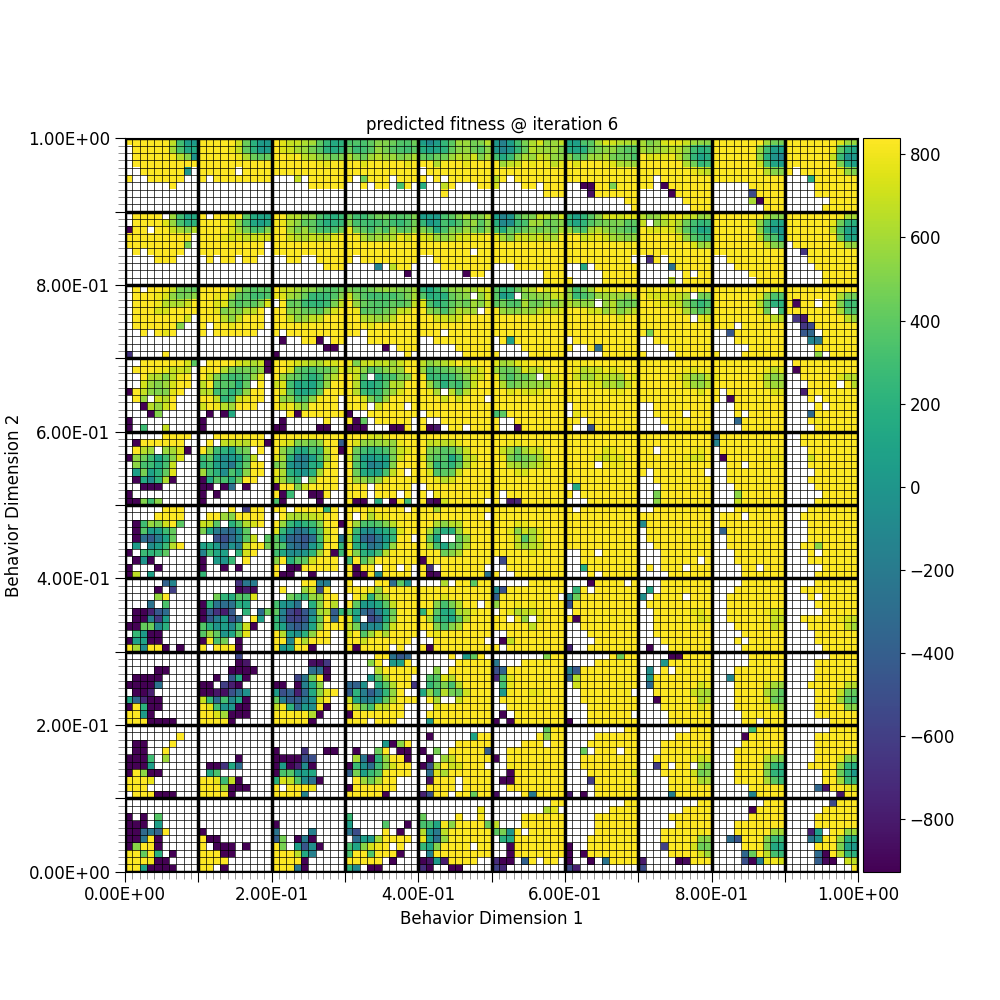 predicted fitness @ iteration 6
1.00E+00
8.00E-01
6.00E-01
4.00E-01
2.00E-01
0.00E+00
Behavior Dimension 2
0.00E+00 2.00E-01 4.00E-01 6.00E-01 8.00E-01 1.00E+00
Behavior Dimension 1
800
600
400
200
0
−200
−400
−600
−800